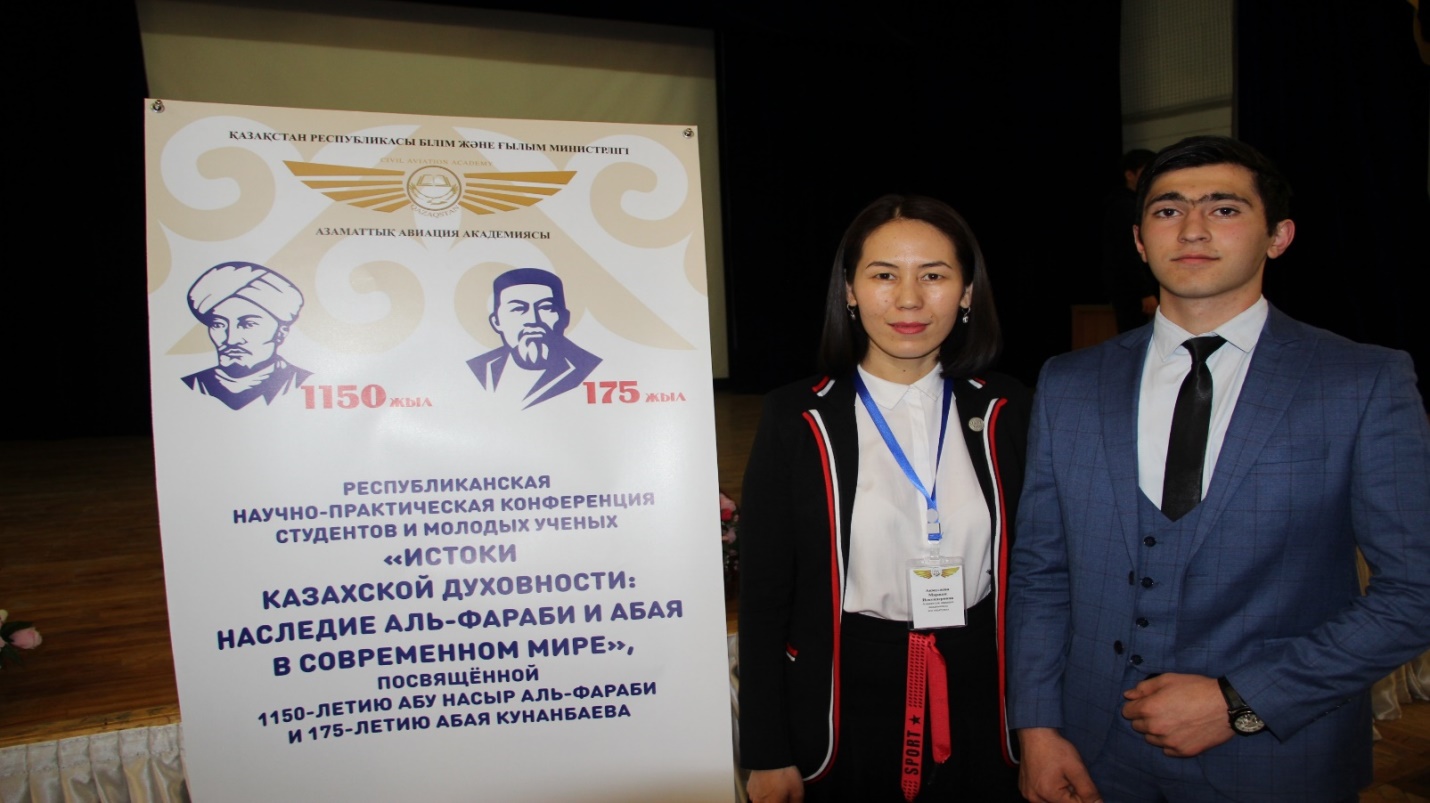 ҚАЗАҚСТАН РЕСПУБЛИКАСЫ БІЛІМ ЖӘНЕ ҒЫЛЫМ МИНИСТРЛІГІ
CIVIL AVIATION ACADEMY
QAZAQSTAN
АЗАМАТТЫҚ АВИАЦИЯ АКАДЕМИЯСЫ
1150 ЖЫЛ
175 ЖЫЛ
РЕСПУБЛИКАНСКАЯ
НАУЧНО-ПРАКТИЧЕСКАЯ КОНФЕРЕНЦИЯ
СТУДЕНТОВ И МОЛОДЫХ УЧЕНЫХ
«ИСТОКИ
КАЗАХСКОЙ ДУХОВНОСТИ:
НАСЛЕДИЕ АЛЬ-ФАРАБИ И АБАЯ
В СОВРЕМЕННОМ МИРЕ»,
ПОСВЯЩЁННОЙ
1150-ЛЕТИЮ АБУ НАСЫР АЛЬ-ФАРАБИ
И 175-ЛЕТИЮ АБАЯ КУНАНБАЕВА
SPORT